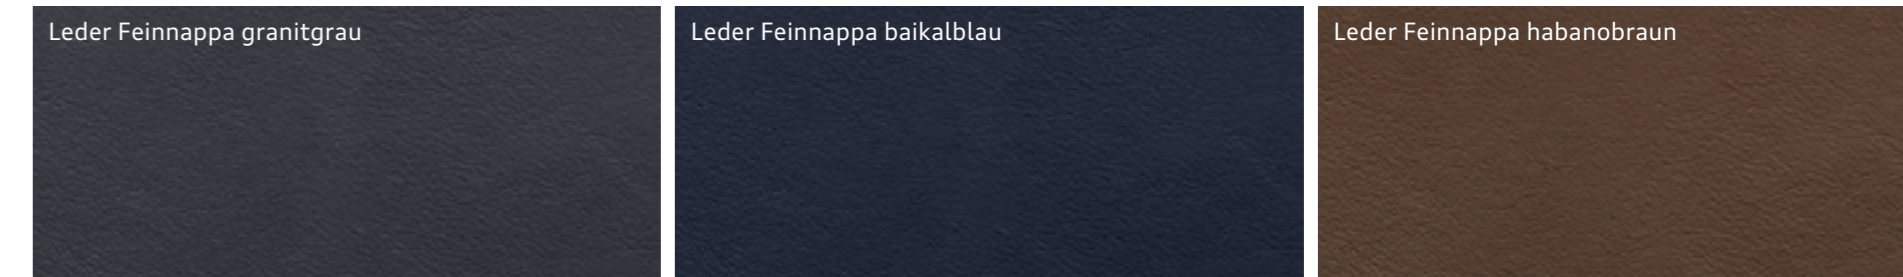 Leder Feinnappa granitgrau
Leder Feinnappa baikalblau
Leder Feinnappa habanobraun